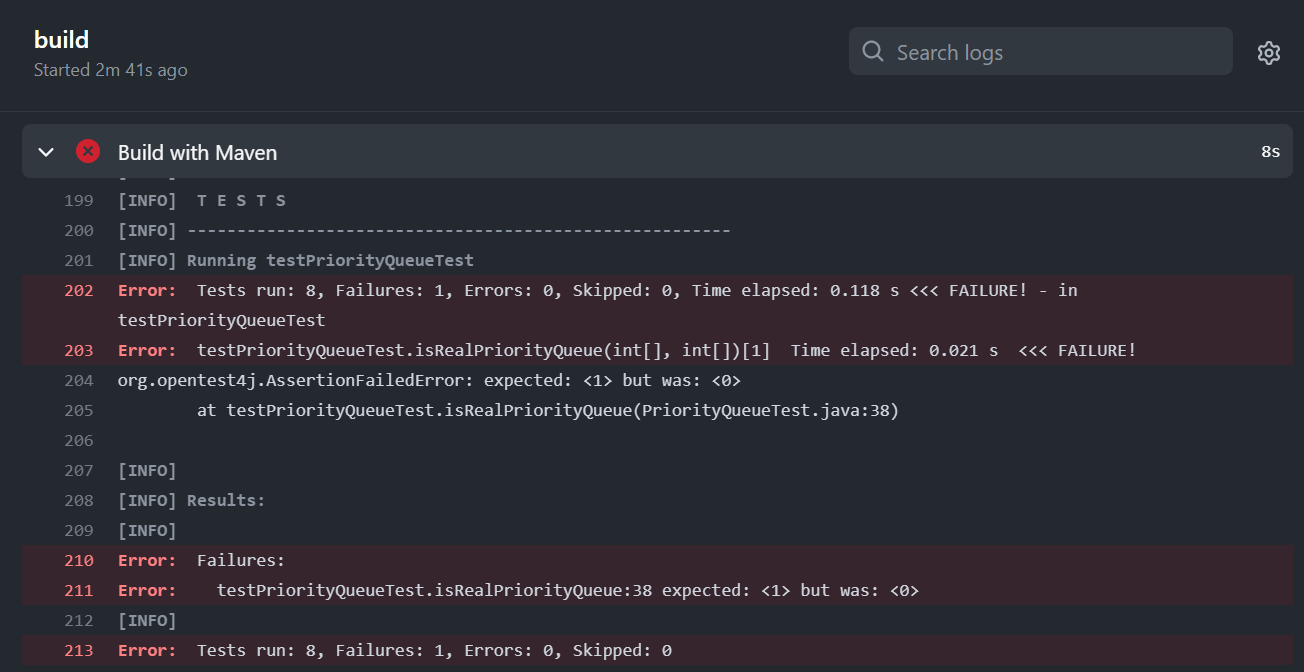 build
Started 2m 41s ago
Search logs
Build with Maven
8s
199 [INFO]  T E S T S
200 [INFO] -------------------------------------------------------
201 [INFO] Running testPriorityQueueTest
202 Error:  Tests run: 8, Failures: 1, Errors: 0, Skipped: 0, Time elapsed: 0.118 s <<< FAILURE! - in
testPriorityQueueTest
203 Error:  testPriorityQueueTest.isRealPriorityQueue(int[], int[])[1]  Time elapsed: 0.021 s  <<< FAILURE!
204 org.opentest4j.AssertionFailedError: expected: <1> but was: <0>
205         at testPriorityQueueTest.isRealPriorityQueue(PriorityQueueTest.java:38)
206
207 [INFO]
208 [INFO] Results:
209 [INFO]
210 Error:  Failures:
211 Error:    testPriorityQueueTest.isRealPriorityQueue:38 expected: <1> but was: <0>
212 [INFO]
213 Error:  Tests run: 8, Failures: 1, Errors: 0, Skipped: 0